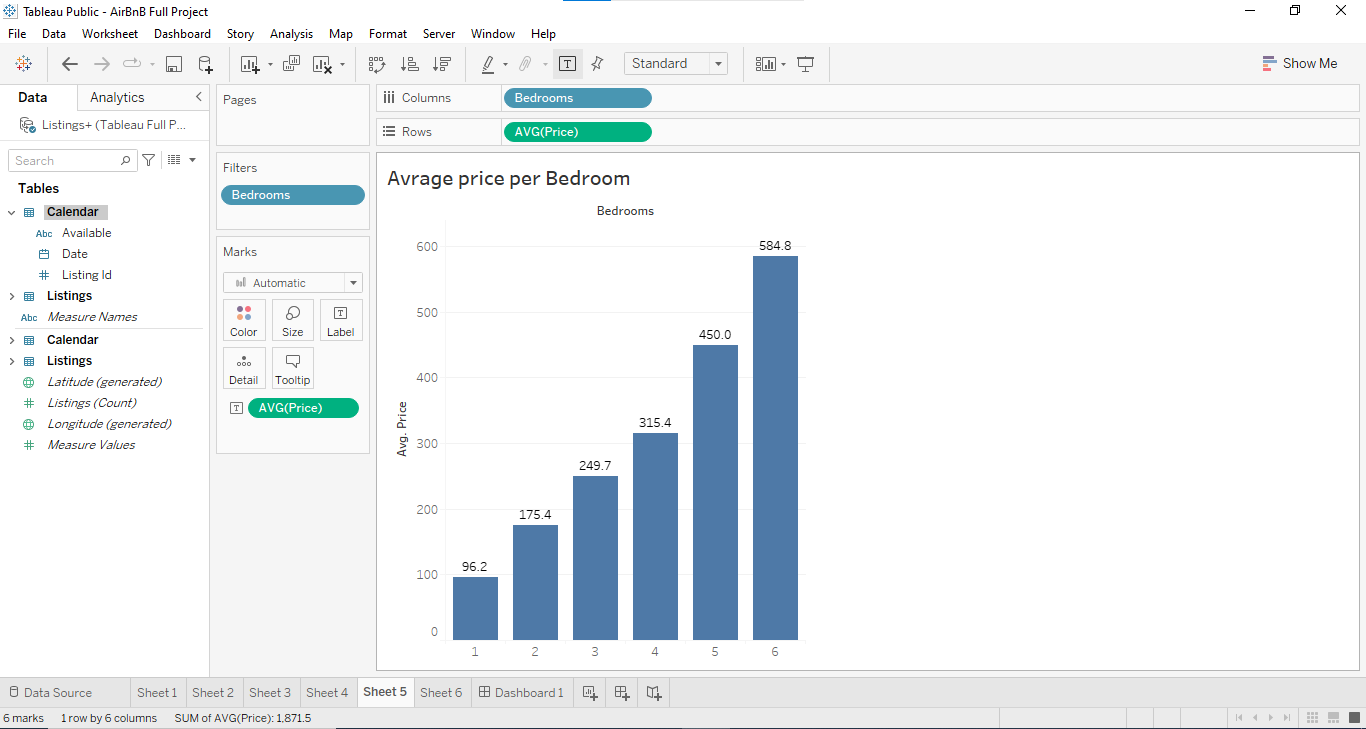 Tableau Public - AirBnB Full Project
File Data Worksheet Dashboard Story Analysis Map Format Server Window Help
Standard
Show Me
Data Analytics
Listings+ (Tableau Full P...
Search
Tables
Calendar
Abc Available
Date
Listing Id
Listings
Abc Measure Names
Calendar
Listings
Latitude (generated)
Listings (Count)
Longitude (generated)
Measure Values
Pages
Filters
Bedrooms
Marks
Automatic
Color Size Label
Detail Tooltip
AVG(Price)
Columns Bedrooms
Rows AVG(Price)
Avrage price per Bedroom
Bedrooms
Avg. Price
600
500
400
300
200
100
0
96.2
175.4
249.7
315.4
450.0
584.8
1 2 3 4 5 6
Data Source Sheet 1 Sheet 2 Sheet 3 Sheet 4 Sheet 5 Sheet 6 Dashboard 1
6 marks 1 row by 6 columns SUM of AVG(Price): 1,871.5